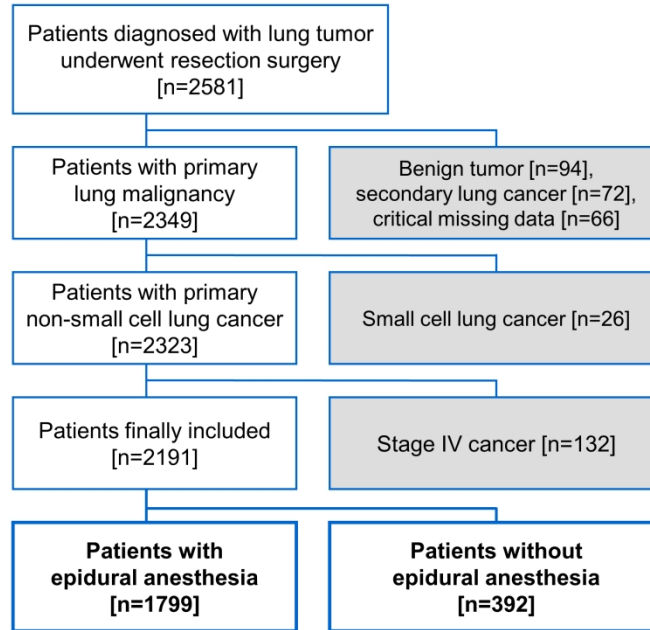 Patients diagnosed with lung tumor
underwent resection surgery
[n=2581]
Patients with primary
lung malignancy
[n=2349]
Benign tumor [n=94],
secondary lung cancer [n=72],
critical missing data [n=66]
Patients with primary
non-small cell lung cancer
[n=2323]
Small cell lung cancer [n=26]
Patients finally included
[n=2191]
Stage IV cancer [n=132]
Patients with
epidural anesthesia
[n=1799]
Patients without
epidural anesthesia
[n=392]